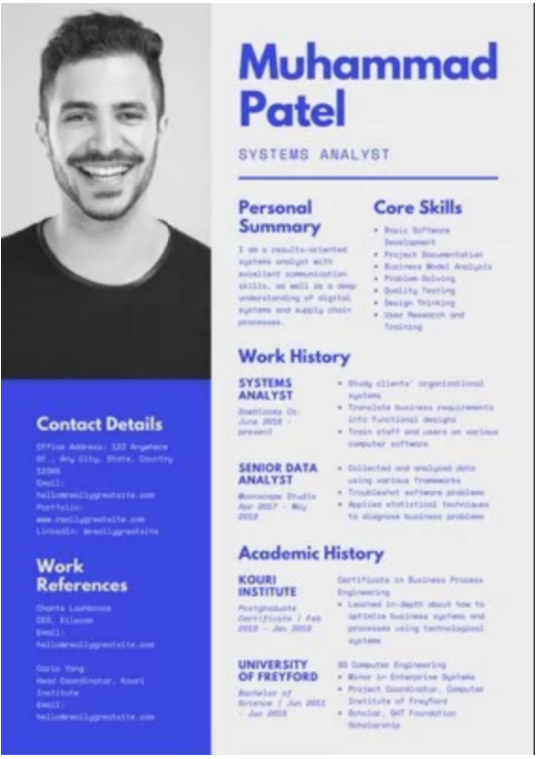 Muhammad
Patel
SYSTEMS ANALYST
Personal
Summary
I am a results-oriented
systems analyst with
excellent communication
skills, as well as a deep
understanding of digital
systems and supply chain
processes.
Core Skills
• Basic Software
Development
• Project Documentation
• Business Model Analysis
• Problem-Solving
• Quality Testing
• Design Thinking
• User Research and
Training
Work History
SYSTEMS
ANALYST
Co.
June 2018 -
present
• Study clients' organizational
systems
• Translate business requirements
into functional designs
• Train staff and users on various
computer software
SENIOR DATA
ANALYST
Studio
Apr 2017 - May
2018
• Collected and analyzed data
using various frameworks
• Troubleshot software problems
• Applied statistical techniques
to diagnose business problems
Academic History
KOURI
INSTITUTE
Postgraduate
Certificate | Feb
- Jan
Certificate in Business Process
Engineering
• Learned in-depth about how to
optimize business systems and
processes using technological
systems
UNIVERSITY
OF FREYFORD
Bachelor of
Science | Jun 2011
- Jun 2015
BS Computer Engineering
• Minor in Enterprise Systems
• Project Coordinator, Computer
Institute of Freyford
• Scholar, Foundation
Scholarship
Contact Details
Office Address: 123 Anywhere
St., Any City, State, Country
12345
Email:
hello@reallygreatsite.com
Portfolio:
www.reallygreatsite.com
LinkedIn: @reallygreatsite
Work
References
CEO,
Email:
hello@reallygreatsite.com
Yang
Head Coordinator, Kouri
Institute
Email:
hello@reallygreatsite.com